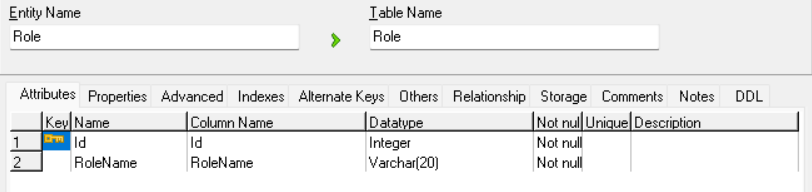 Entity Name Table Name
Role Role
Attributes Properties Advanced Indexes Alternate Keys Others Relationship Storage Comments Notes DDL
Key Name Column Name Datatype Not nul Unique Description
1 Id Id Integer Not null
2 RoleName RoleName Varchar(20) Not null